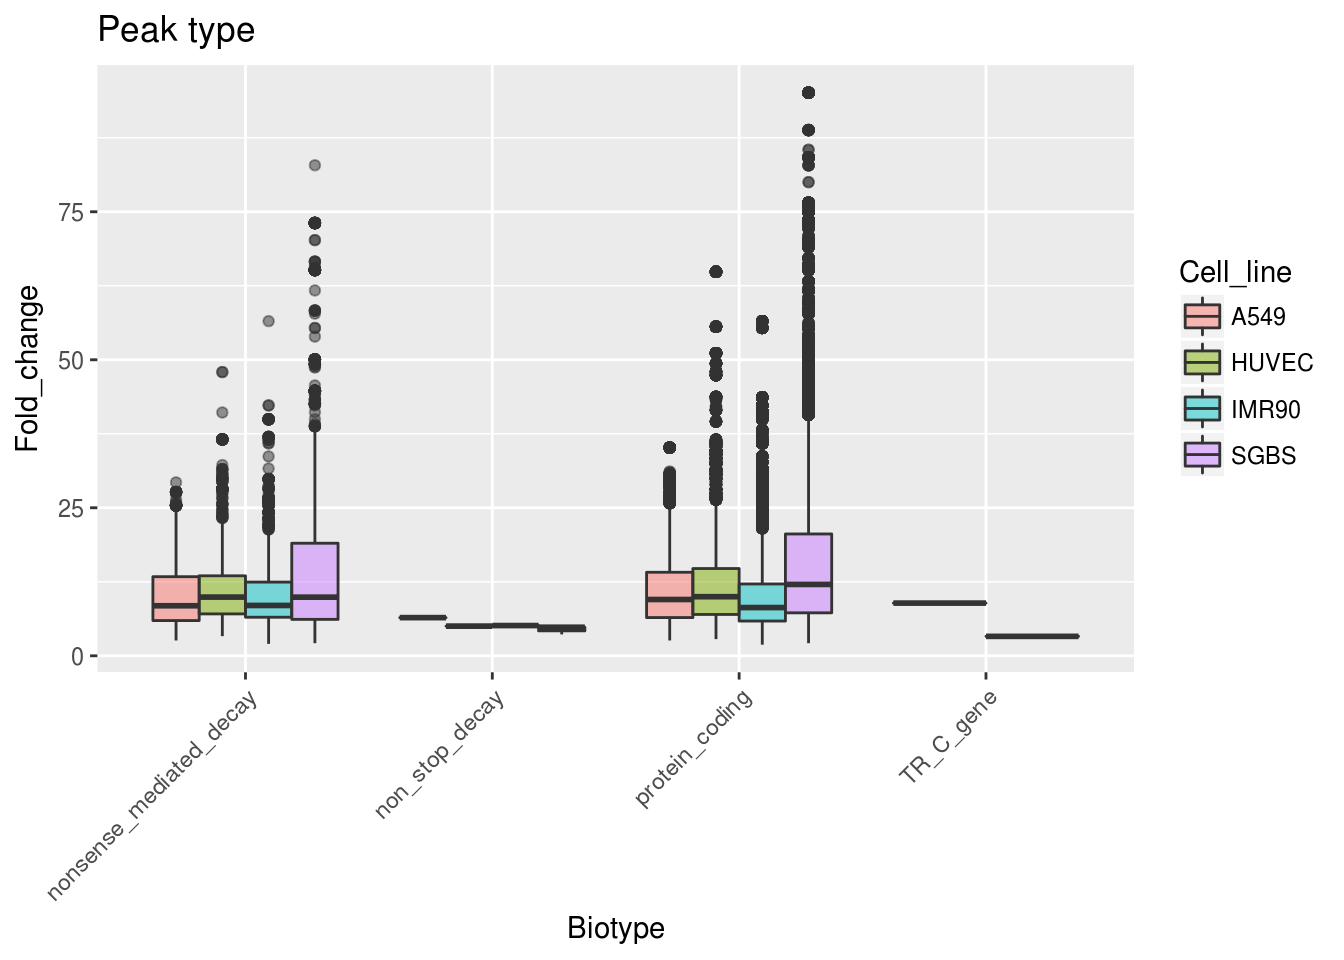 Peak type
Fold_change
75
50
25
0
nonsense_mediated_decay
non_stop_decay
protein_coding
TR_C_gene
Biotype
Cell_line
A549
HUVEC
IMR90
SGBS